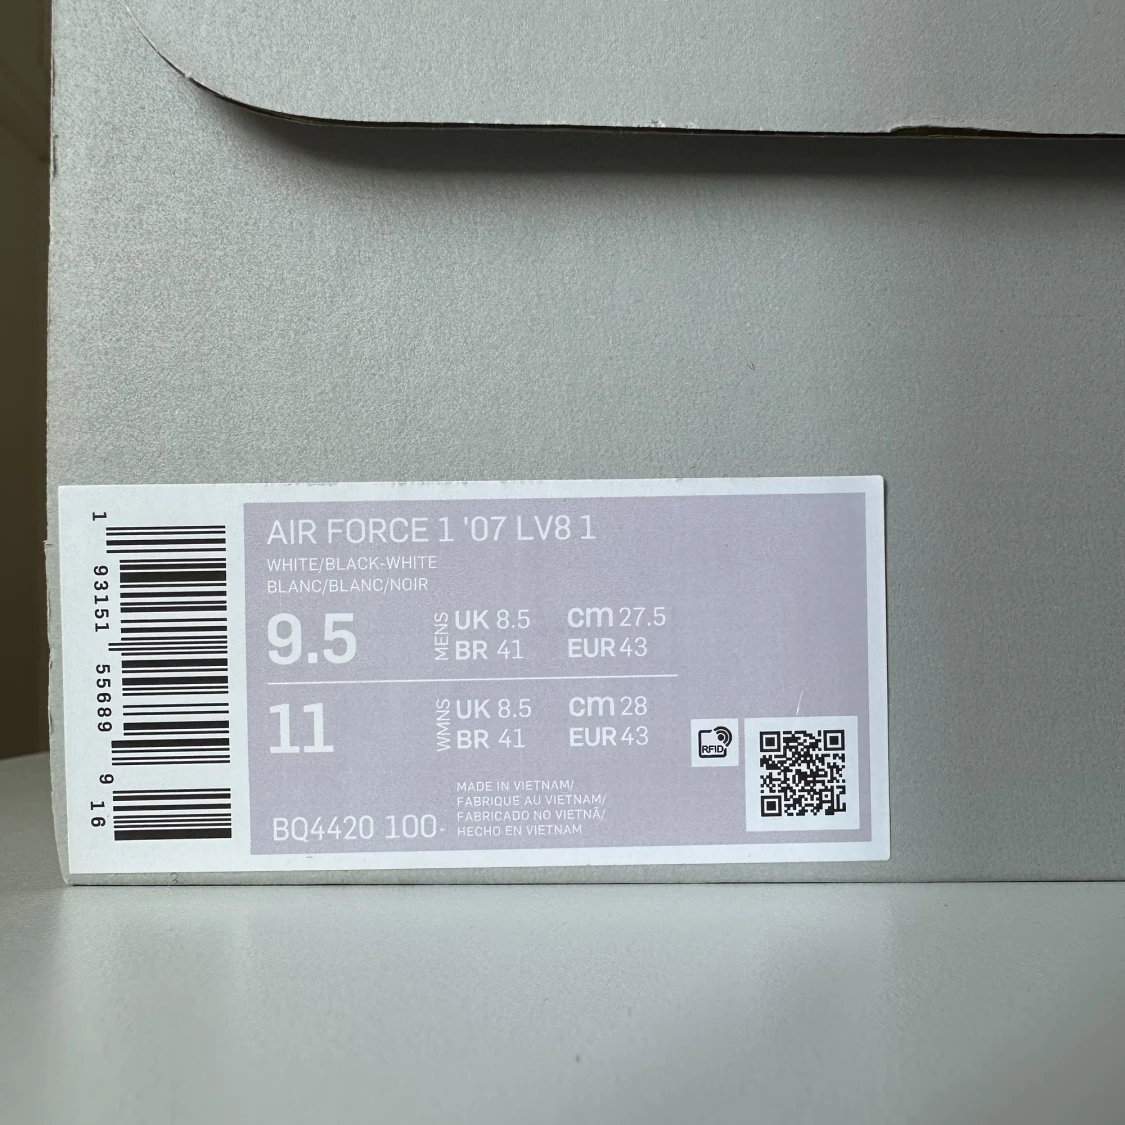 AIR FORCE 1 '07 LV8 1
WHITE/BLACK-WHITE
BLANC/BLANC/NOIR
9.5
MENS
UK 8.5
cm 27.5
BR 41
EUR 43
11
WMNS
UK 8.5
cm 28
BR 41
EUR 43
RFID
MADE IN VIETNAM/
FABRIQUE AU VIETNAM/
FABRICADO NO VIETNÃ/
HECHO EN VIETNAM
BQ4420 100-
1 93151 55689 9 16